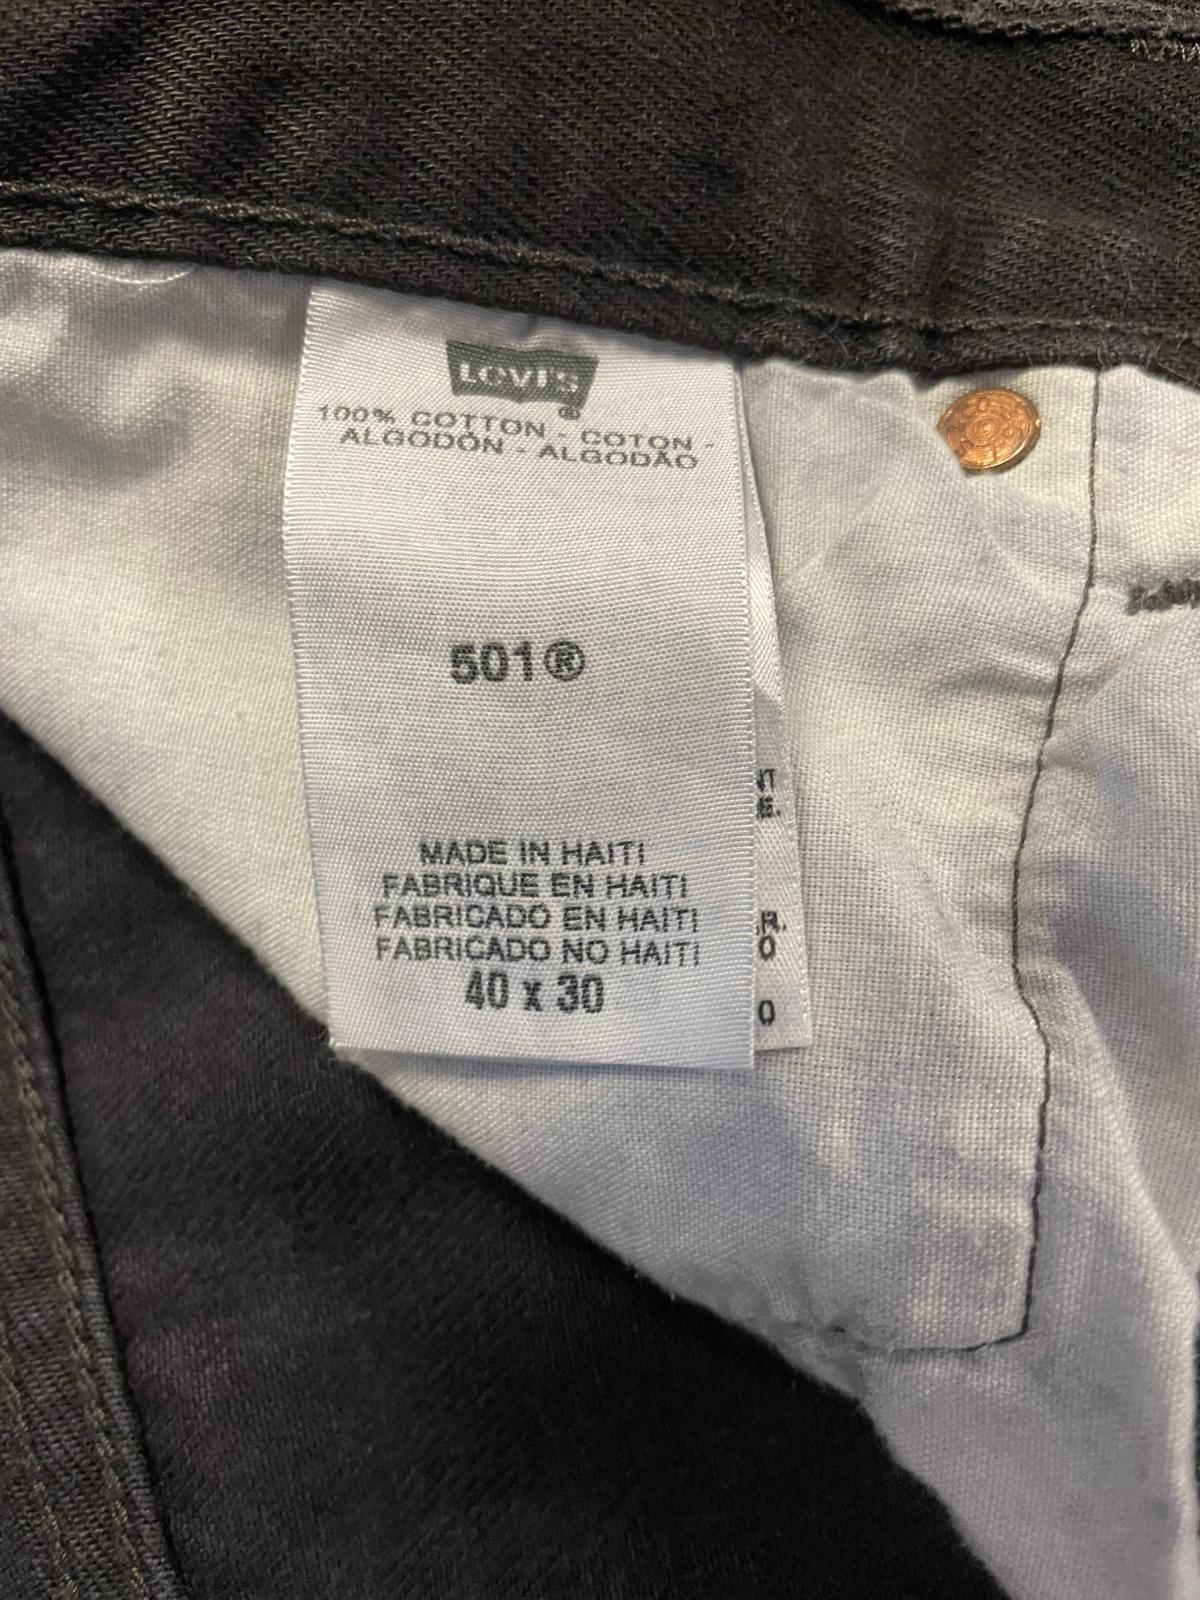 LEVI'S
®
100% COTTON - COTON -
ALGODÓN - ALGODÃO
501®
MADE IN HAITI
FABRIQUE EN HAITI
FABRICADO EN HAITI
FABRICADO NO HAITI
40 x 30